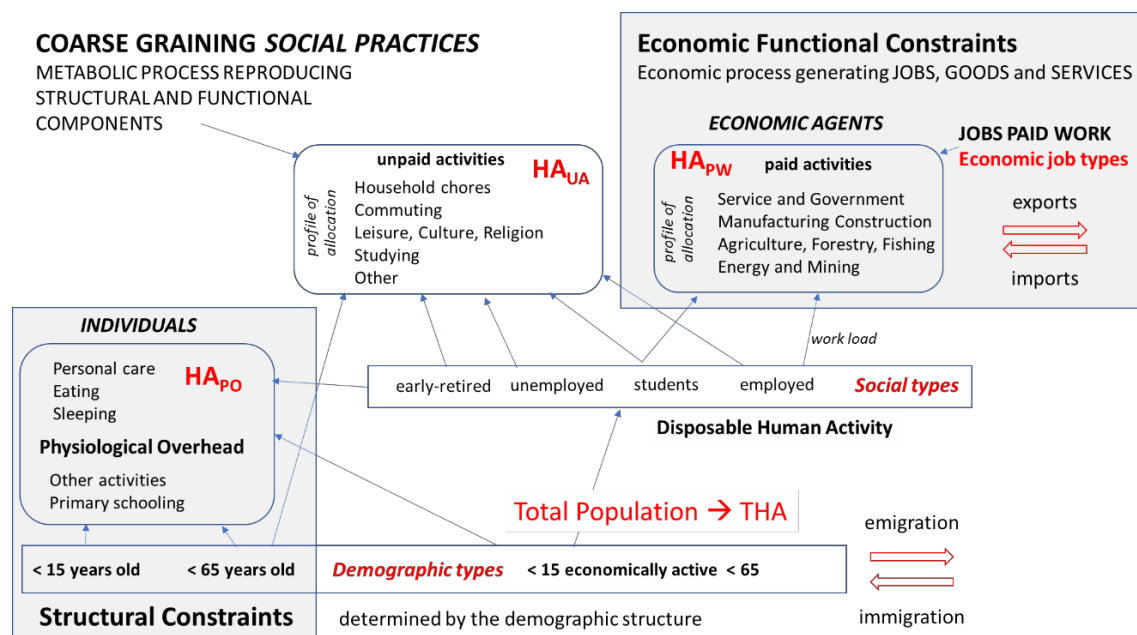 COARSE GRAINING SOCIAL PRACTICES
METABOLIC PROCESS REPRODUCING
STRUCTURAL AND FUNCTIONAL
COMPONENTS
Economic Functional Constraints
Economic process generating JOBS, GOODS and SERVICES
ECONOMIC AGENTS
JOBS PAID WORK
Economic job types
unpaid activities
HAUA
profile of
allocation
Household chores
Commuting
Leisure, Culture, Religion
Studying
Other
HAPW
paid activities
profile of
allocation
Service and Government
Manufacturing Construction
Agriculture, Forestry, Fishing
Energy and Mining
exports
imports
INDIVIDUALS
Personal care
Eating
Sleeping
HAPO
Physiological Overhead
Other activities
Primary schooling
work load
early-retired unemployed students employed Social types
Disposable Human Activity
Total Population → THA
emigration
immigration
< 15 years old < 65 years old Demographic types < 15 economically active < 65
Structural Constraints
determined by the demographic structure